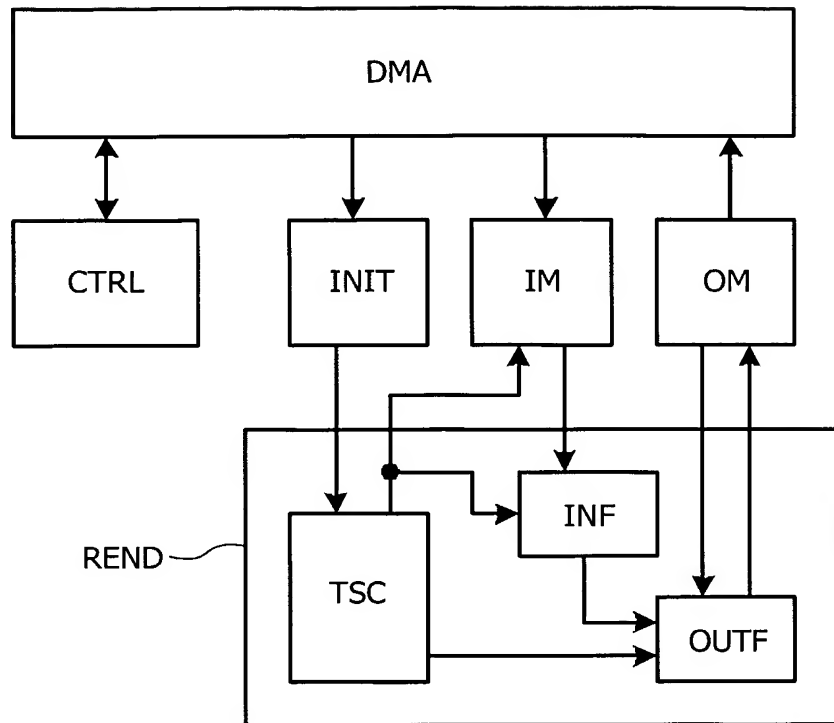 DMA
CTRL
INIT
IM
OM
INF
REND
TSC
OUTF